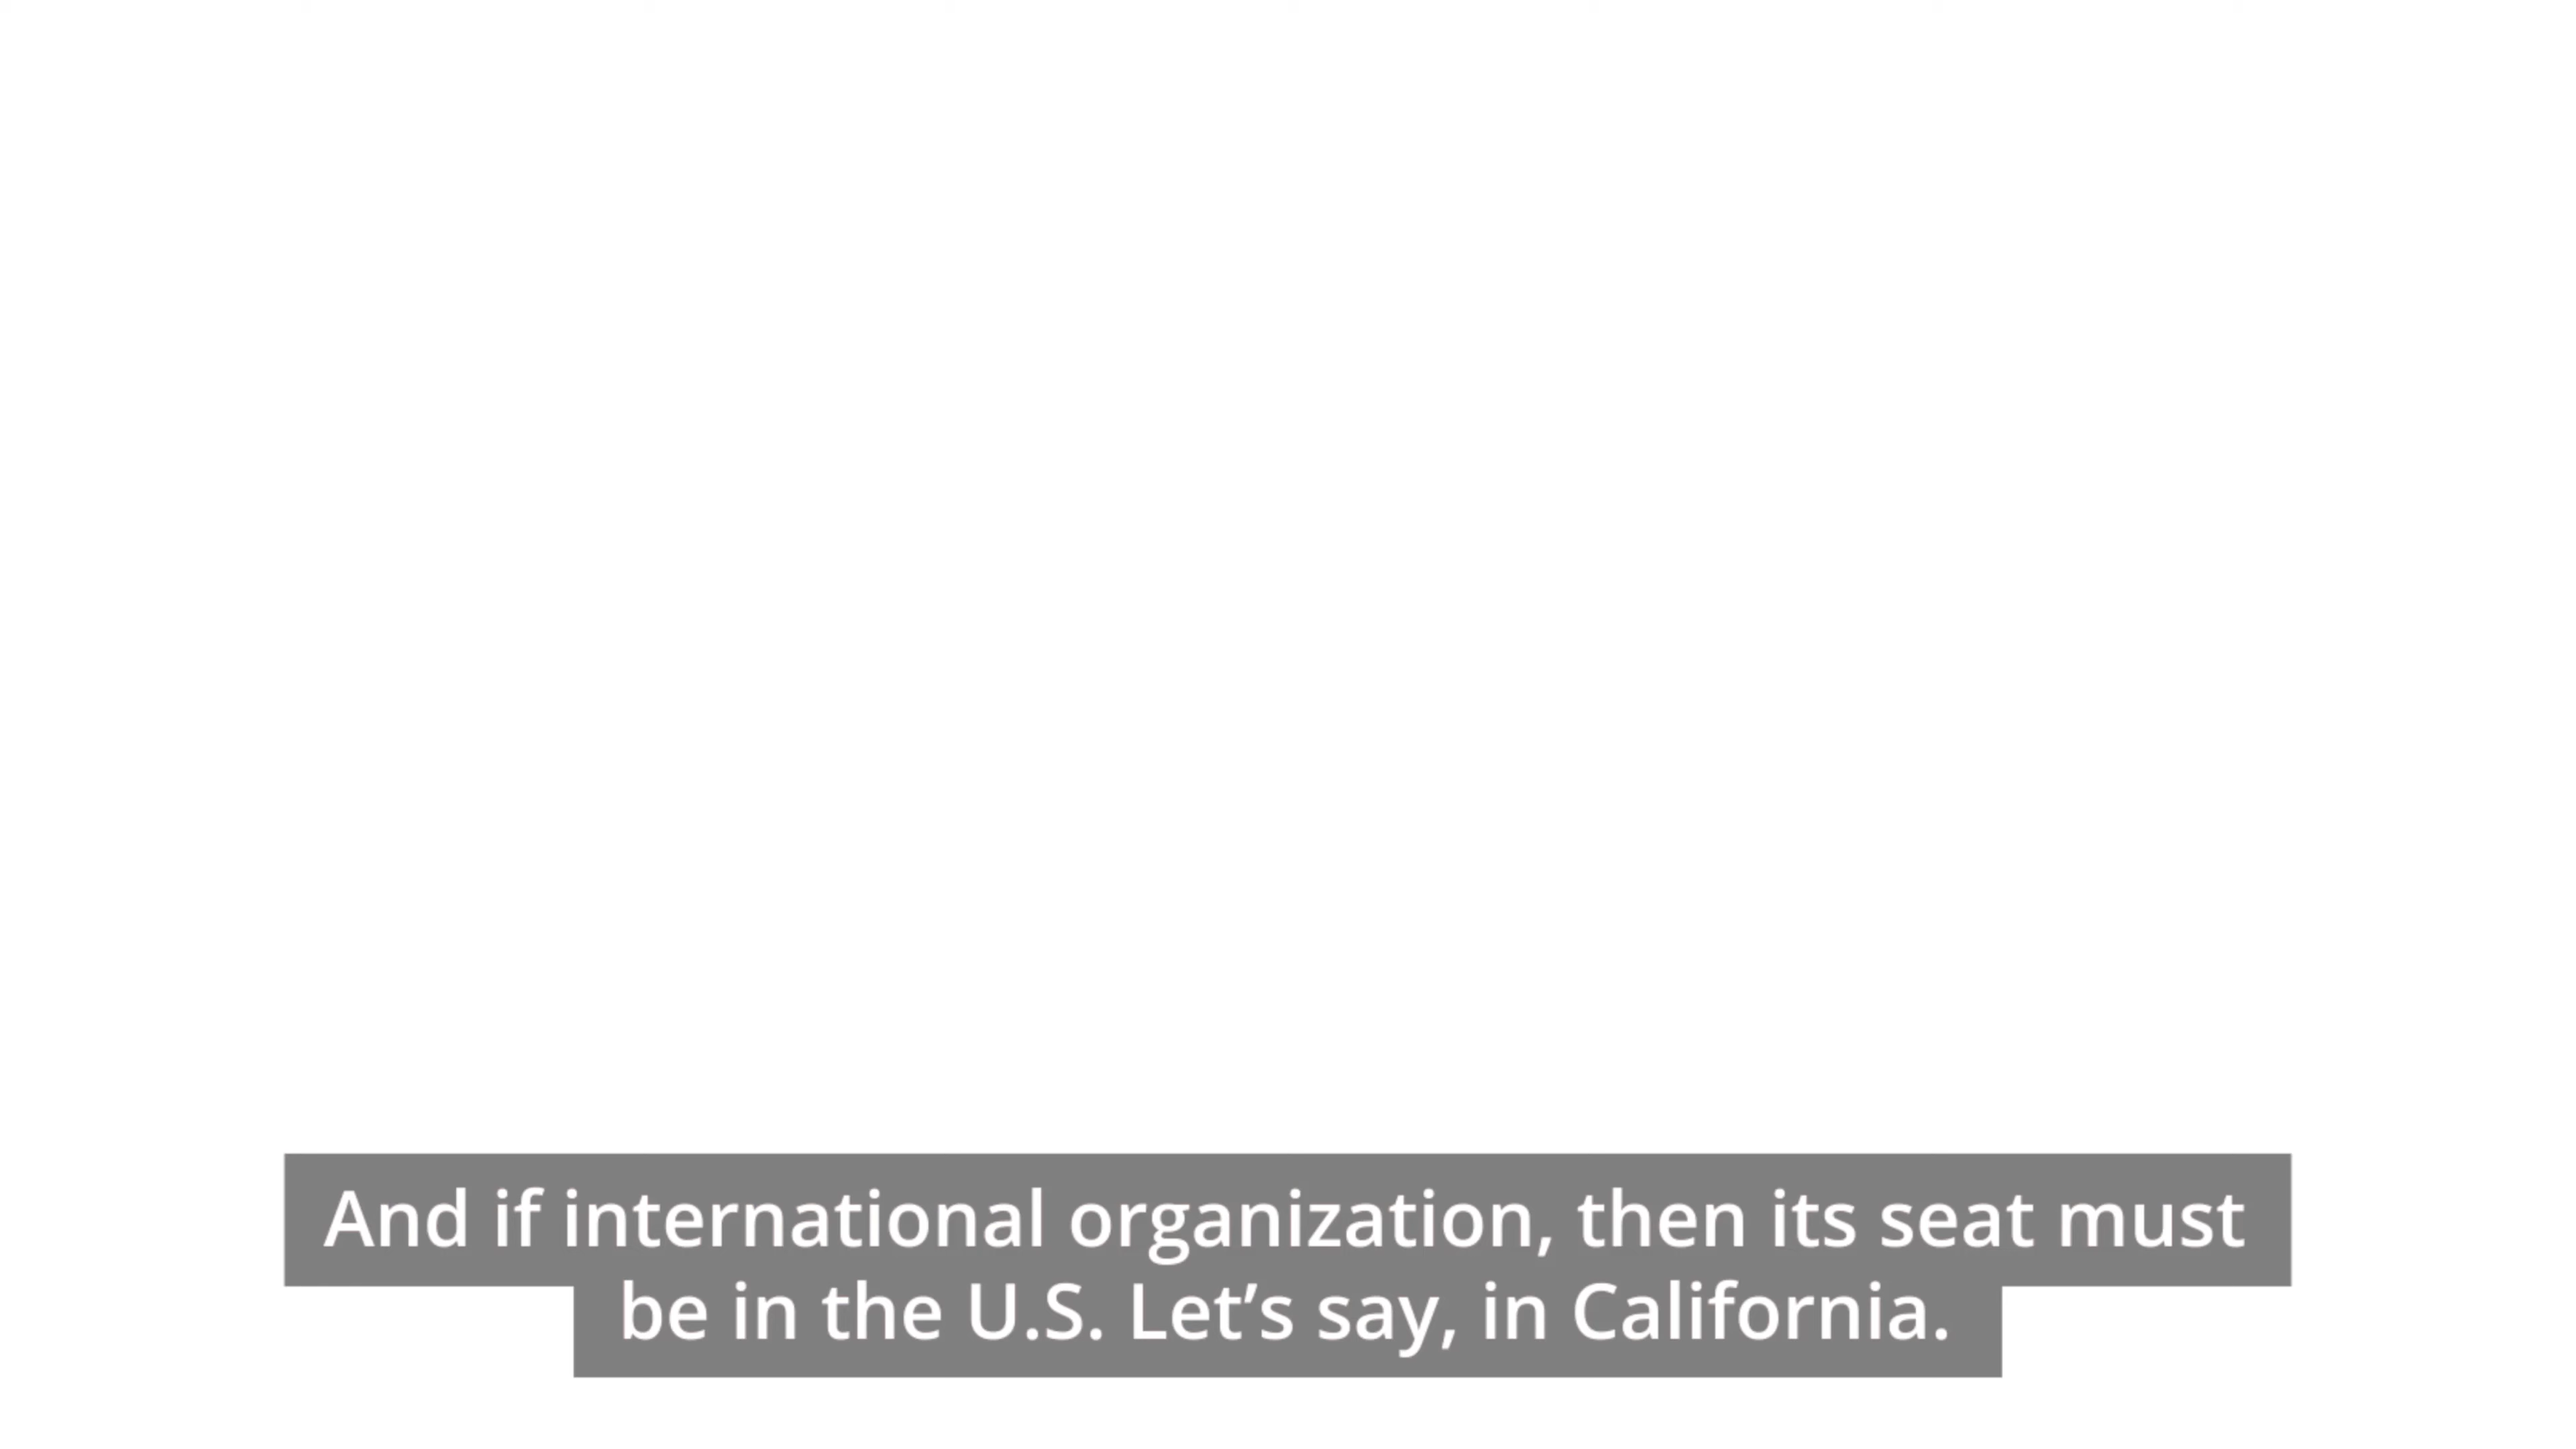 And if international organization, then its seat must
be in the U.S. Let’s say, in California.